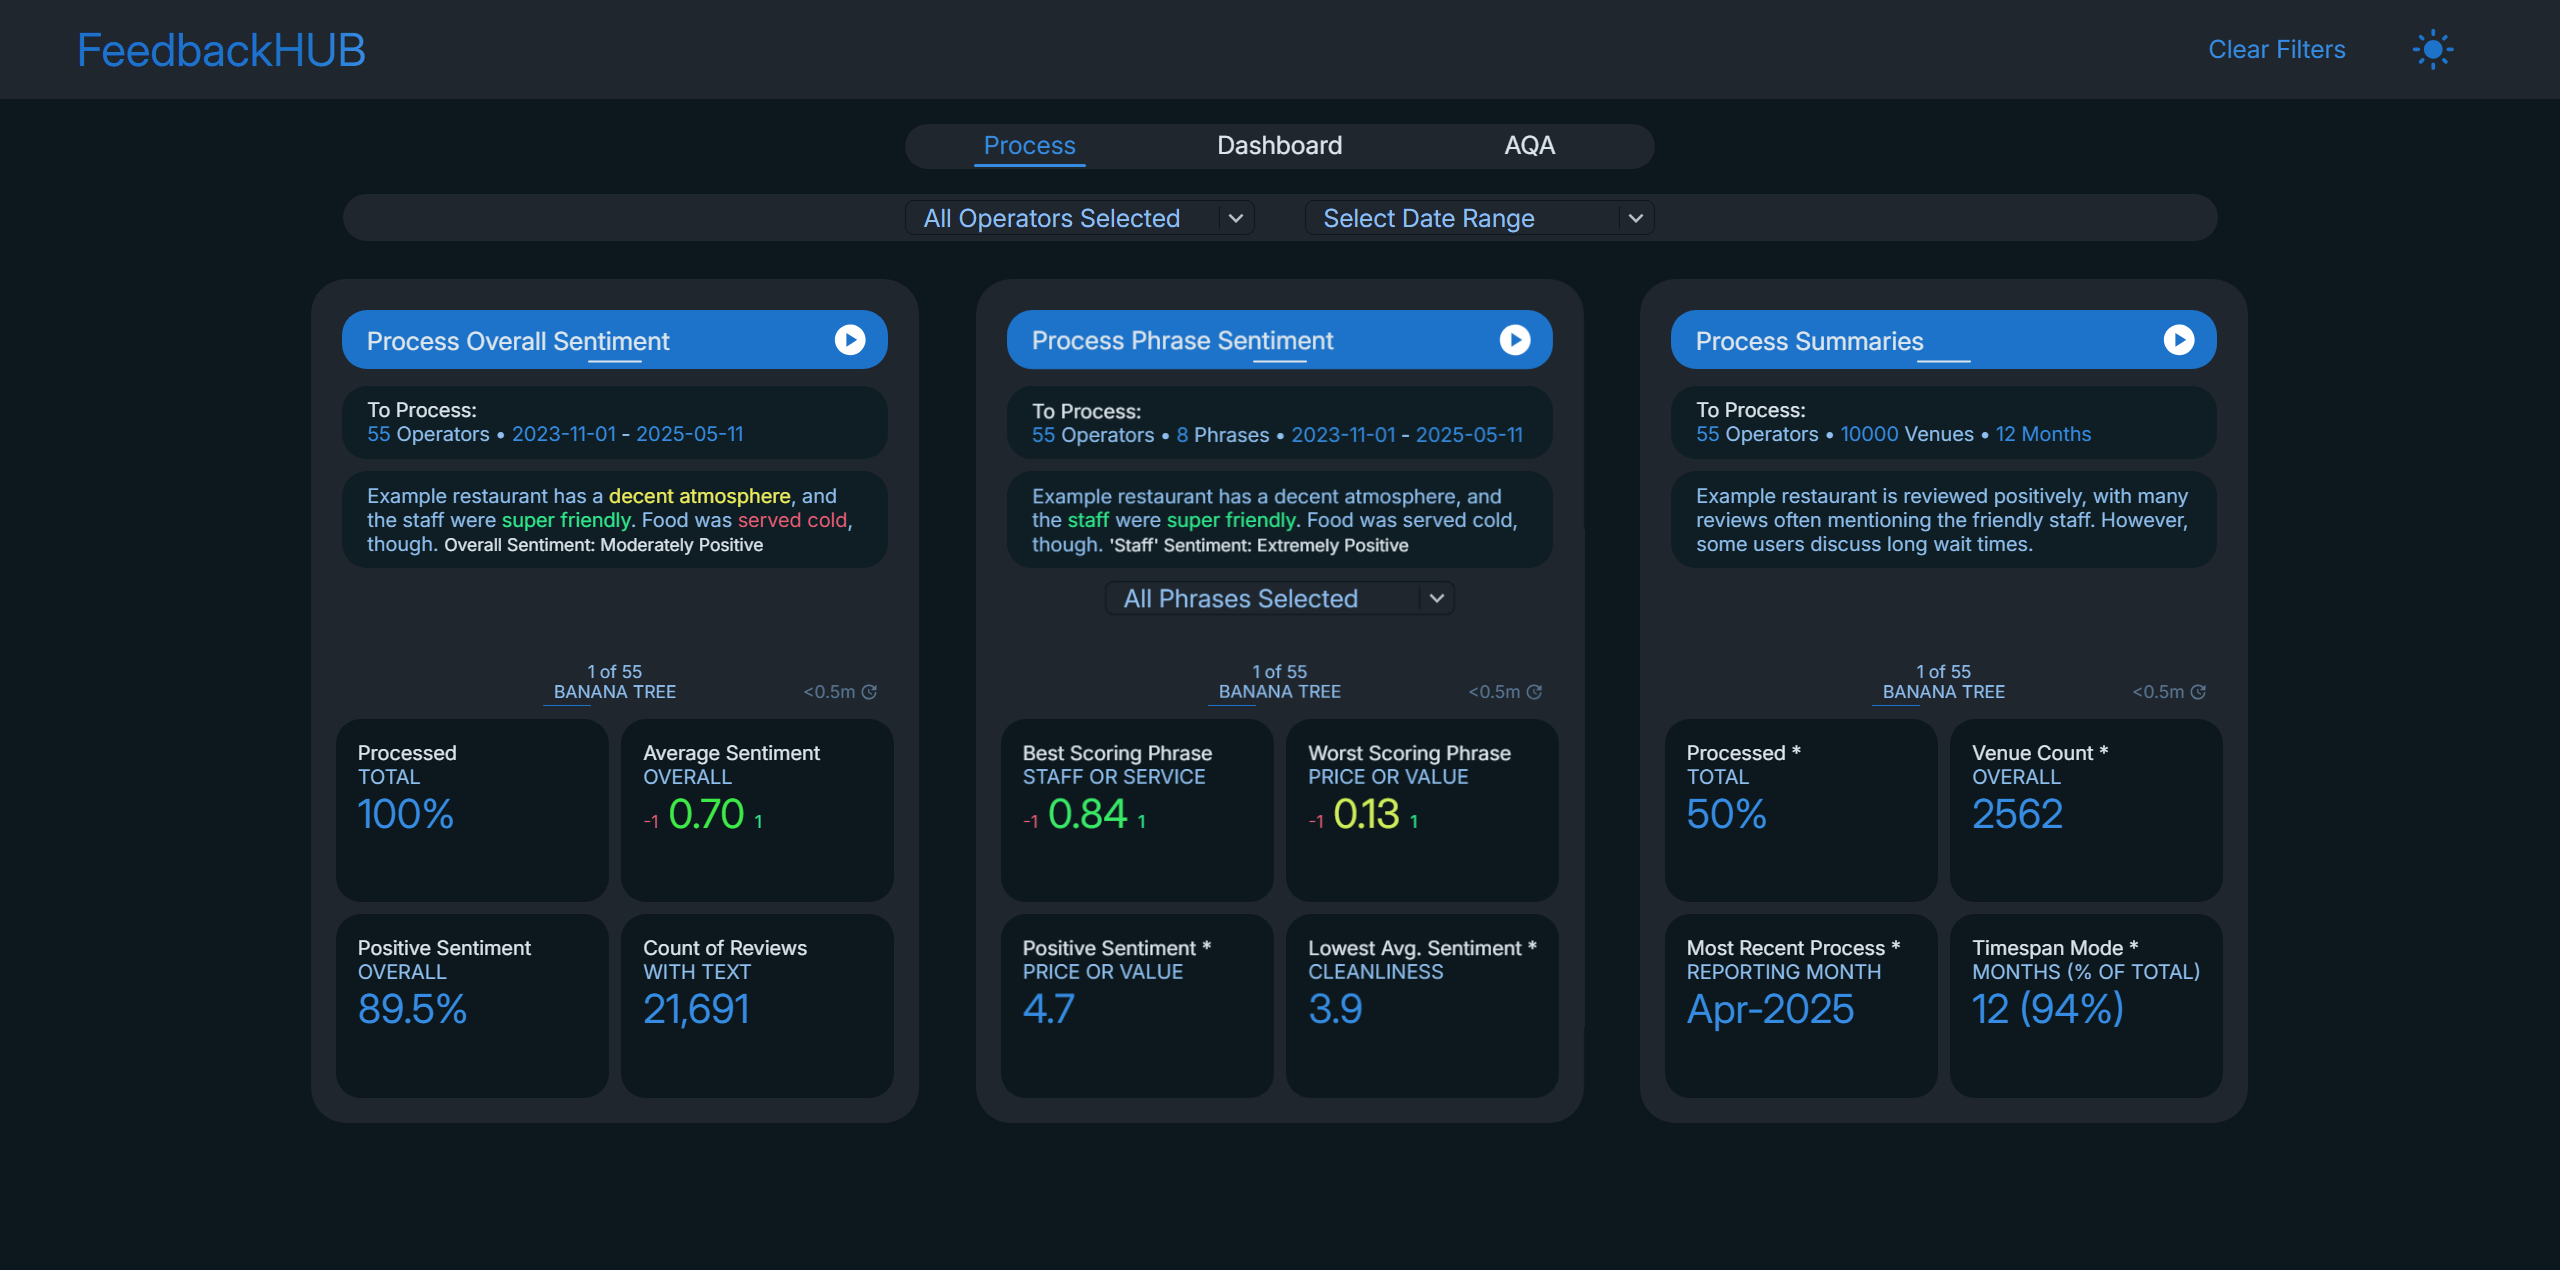 FeedbackHUB
Clear Filters
Process
Dashboard
AQA
All Operators Selected
Select Date Range
Process Overall Sentiment
To Process:
55 Operators • 2023-11-01 - 2025-05-11
Example restaurant has a decent atmosphere, and
the staff were super friendly. Food was served cold,
though. Overall Sentiment: Moderately Positive
1 of 55
BANANA TREE
<0.5m
Processed
TOTAL
100%
Average Sentiment
OVERALL
-1 0.70 1
Positive Sentiment
OVERALL
89.5%
Count of Reviews
WITH TEXT
21,691
Process Phrase Sentiment
To Process:
55 Operators • 8 Phrases • 2023-11-01 - 2025-05-11
Example restaurant has a decent atmosphere, and
the staff were super friendly. Food was served cold,
though. 'Staff' Sentiment: Extremely Positive
All Phrases Selected
1 of 55
BANANA TREE
<0.5m
Best Scoring Phrase
STAFF OR SERVICE
-1 0.84 1
Worst Scoring Phrase
PRICE OR VALUE
-1 0.13 1
Positive Sentiment *
PRICE OR VALUE
4.7
Lowest Avg. Sentiment *
CLEANLINESS
3.9
Process Summaries
To Process:
55 Operators • 10000 Venues • 12 Months
Example restaurant is reviewed positively, with many
reviews often mentioning the friendly staff. However,
some users discuss long wait times.
1 of 55
BANANA TREE
<0.5m
Processed *
TOTAL
50%
Venue Count *
OVERALL
2562
Most Recent Process *
REPORTING MONTH
Apr-2025
Timespan Mode *
MONTHS (% OF TOTAL)
12 (94%)